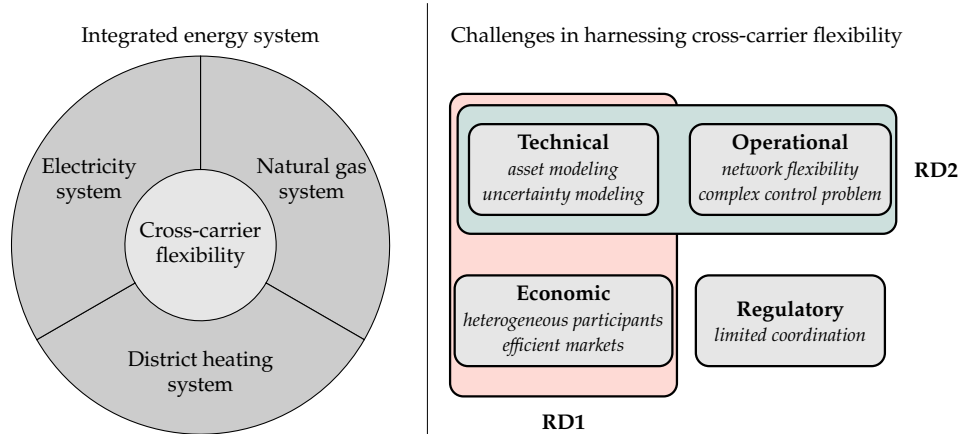 Integrated energy system
Electricity
system
Natural gas
system
Cross-carrier
flexibility
District heating
system
Challenges in harnessing cross-carrier flexibility
Technical
asset modeling
uncertainty modeling
Operational
network flexibility
complex control problem
RD2
Economic
heterogeneous participants
efficient markets
Regulatory
limited coordination
RD1